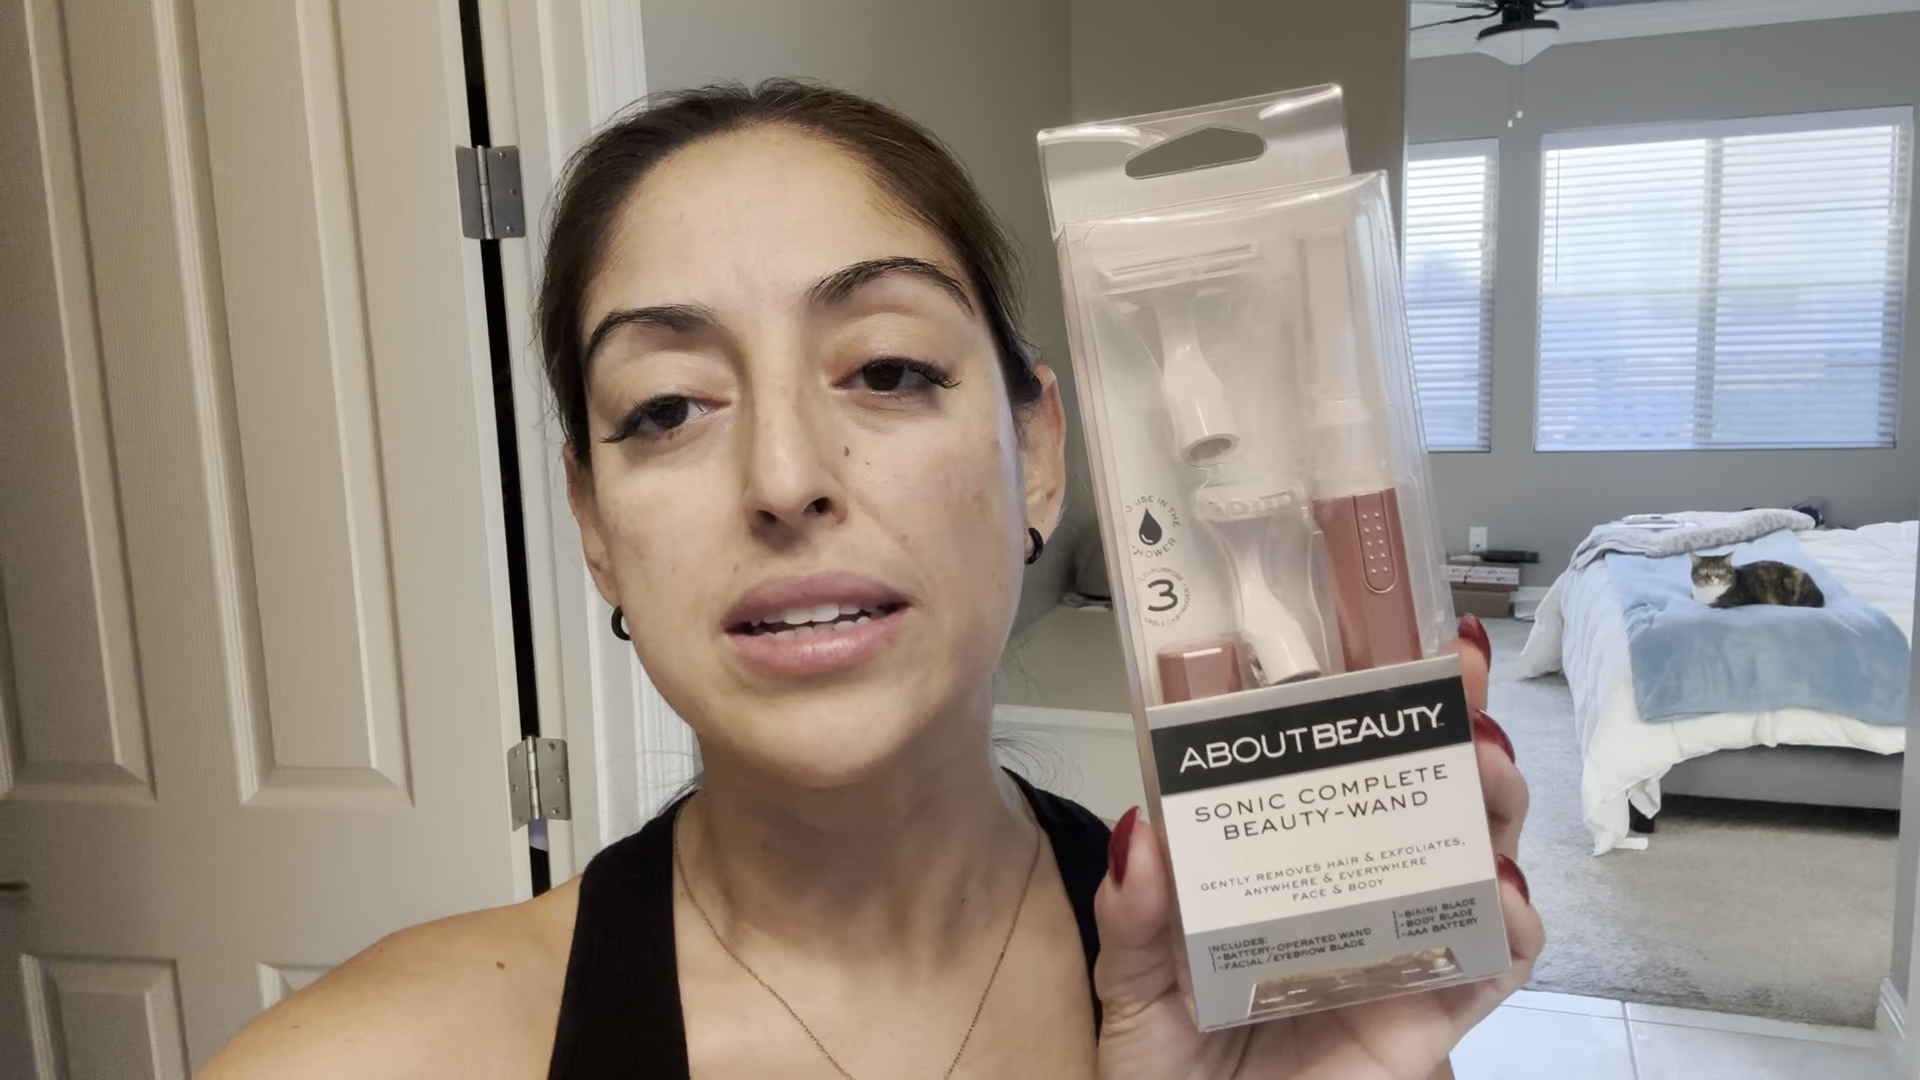 USE IN THE
SHOWER
3
ABOUTBEAUTY
SONIC COMPLETE
BEAUTY-WAND
GENTLY REMOVES HAIR & EXFOLIATES,
ANYWHERE & EVERYWHERE
FACE & BODY
INCLUDES:
-BATTERY-OPERATED WAND
-FACIAL/EYEBROW BLADE
-BIKINI BLADE
-BODY BLADE
-AAA BATTERY